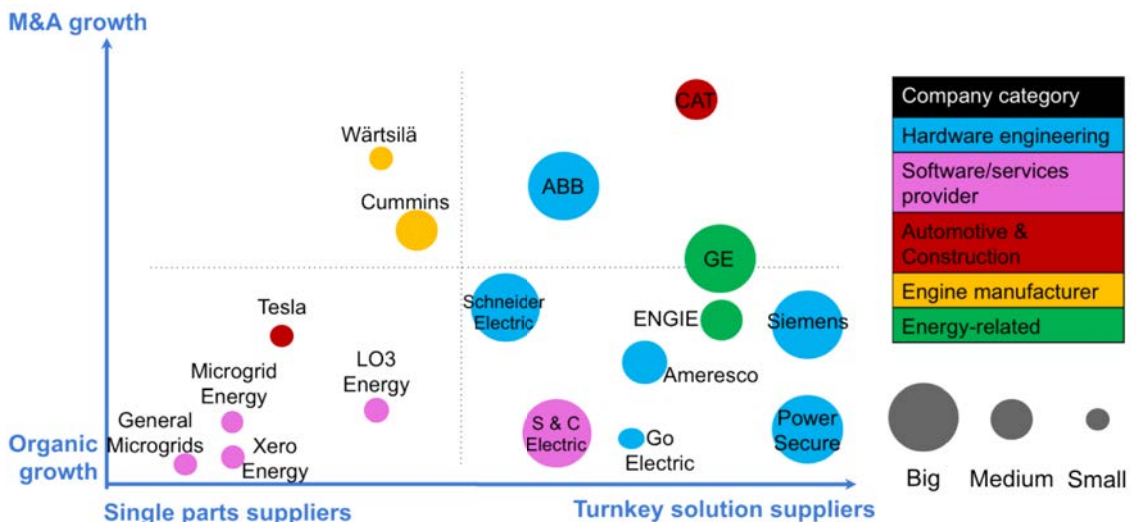 M&A growth
CAT
Wärtsilä
ABB
Cummins
GE
Tesla
Schneider
Electric
ENGIE
Siemens
LO3
Energy
Microgrid
Energy
Ameresco
General
Microgrids
Xero
Energy
S & C
Electric
Go
Electric
Power
Secure
Organic
growth
Single parts suppliers
Turnkey solution suppliers
Company category
Hardware engineering
Software/services
provider
Automotive &
Construction
Engine manufacturer
Energy-related
Big
Medium
Small